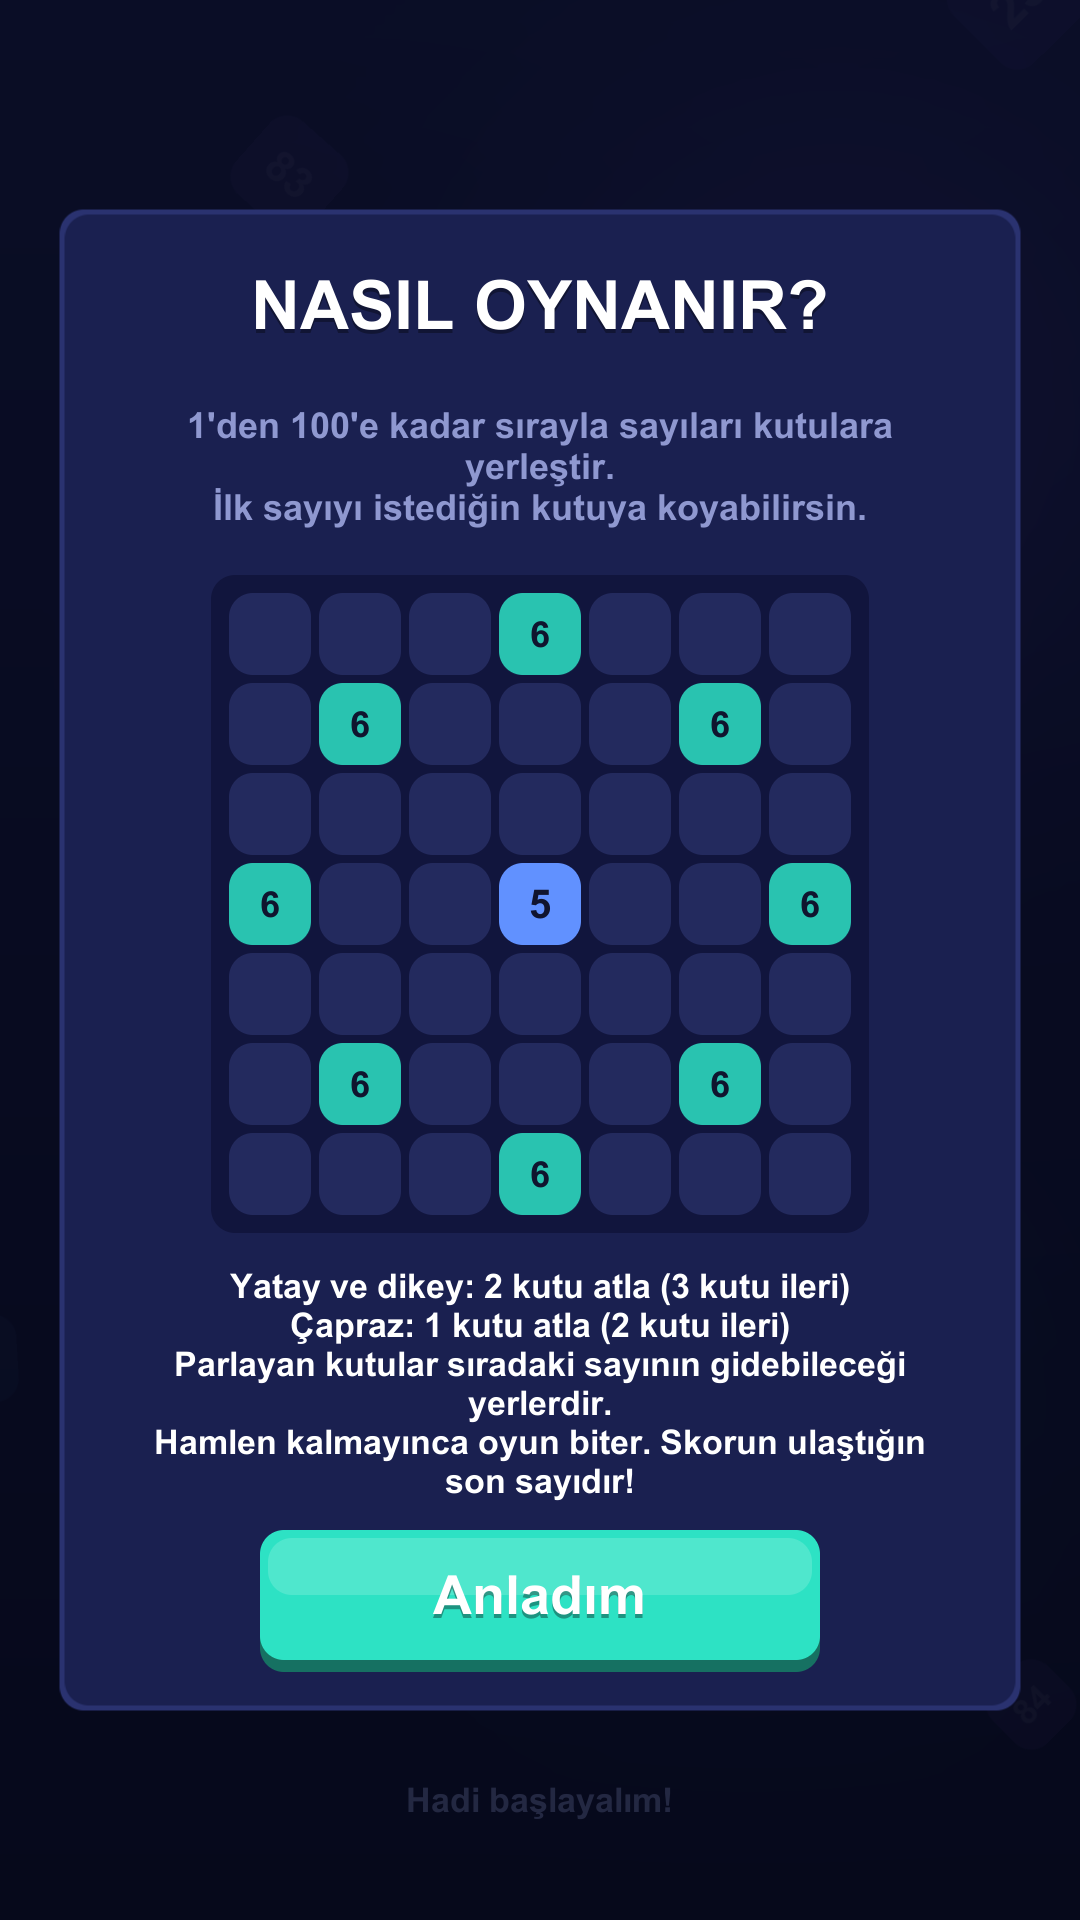 83
NASIL OYNANIR?
1'den 100'e kadar sırayla sayıları kutulara
yerleştir.
İlk sayıyı istediğin kutuya koyabilirsin.
6
6 6
6 5 6
6 6
6
Yatay ve dikey: 2 kutu atla (3 kutu ileri)
Çapraz: 1 kutu atla (2 kutu ileri)
Parlayan kutular sıradaki sayının gidebileceği
yerlerdir.
Hamlen kalmayınca oyun biter. Skorun ulaştığın
son sayıdır!
Anladım
84
Hadi başlayalım!